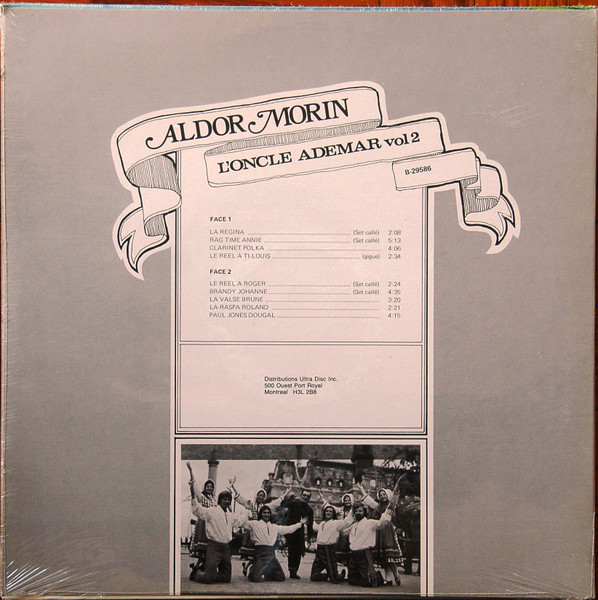 ALDOR MORIN
L'ONCLE ADEMAR vol 2
B-29586
FACE 1
LA REGINA (Set callé) 2:08
RAG TIME ANNIE (Set callé) 5:13
CLARINET POLKA 4:06
LE REEL A TI-LOUIS (gigue) 2:34
FACE 2
LE REEL A ROGER (Set callé) 2:24
BRANDY JOHANNE (Set callé) 4:35
LA VALSE BRUNE 3:20
LA RASPA ROLAND 2:21
PAUL JONES DOUGAL 4:15
Distributions Ultra Disc Inc.
500 Ouest Port Royal
Montreal H3L 2B8